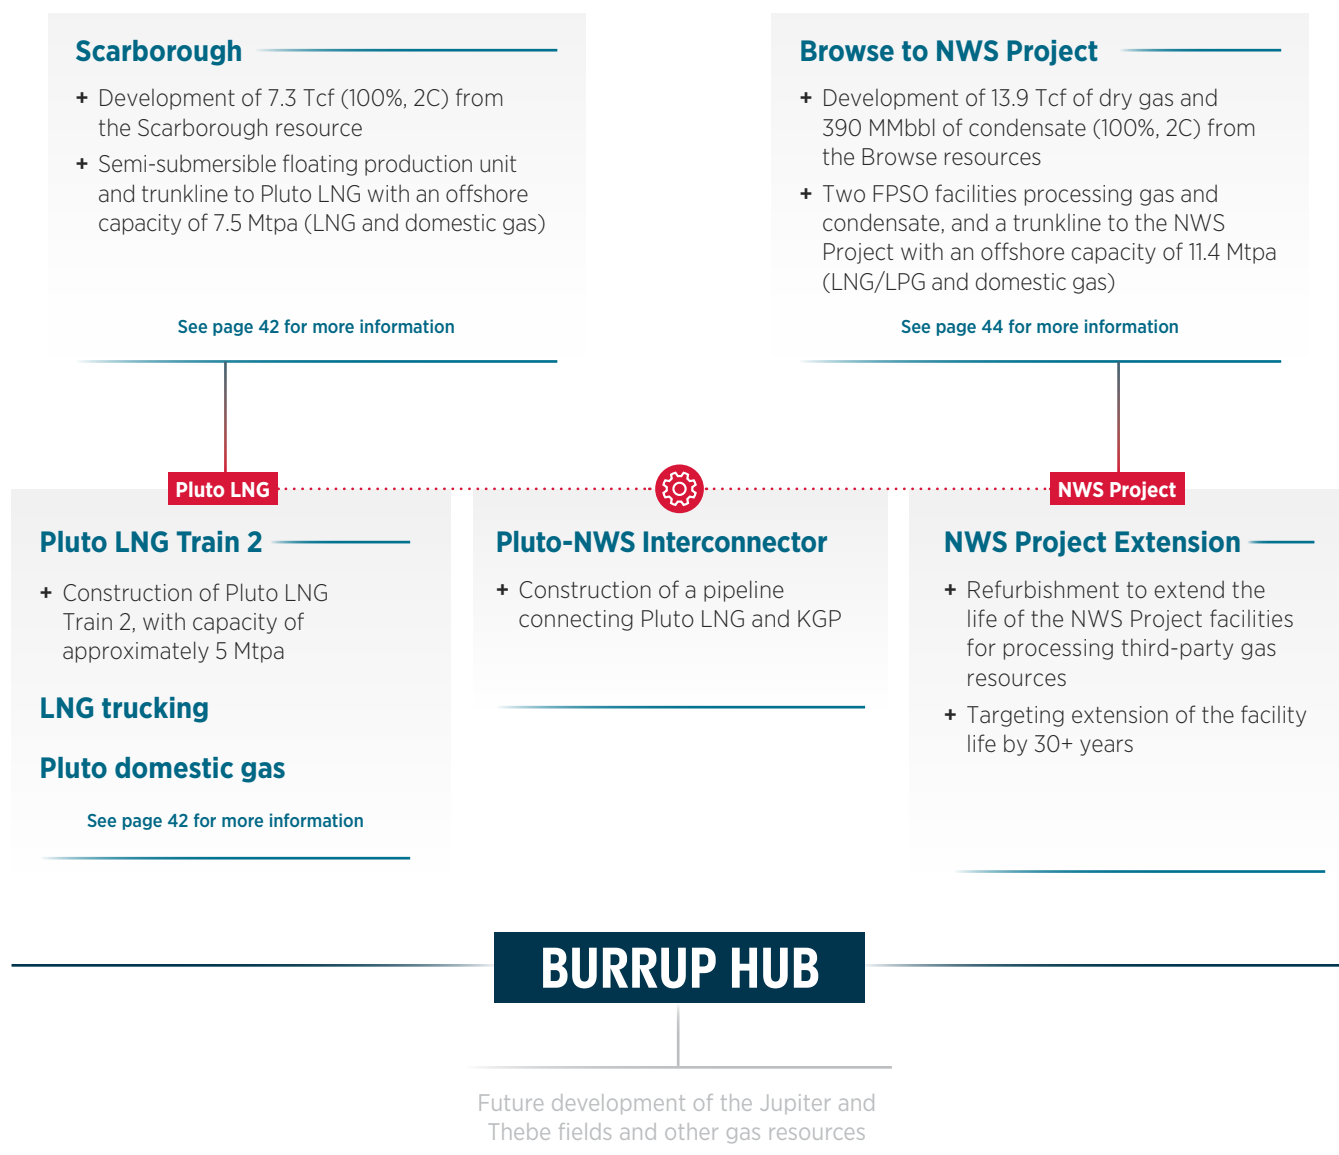 Scarborough
+ Development of 7.3 Tcf (100%, 2C) from
the Scarborough resource
+ Semi-submersible floating production unit
and trunkline to Pluto LNG with an offshore
capacity of 7.5 Mtpa (LNG and domestic gas)
See page 42 for more information
Browse to NWS Project
+ Development of 13.9 Tcf of dry gas and
390 MMbbl of condensate (100%, 2C) from
the Browse resources
+ Two FPSO facilities processing gas and
condensate, and a trunkline to the NWS
Project with an offshore capacity of 11.4 Mtpa
(LNG/LPG and domestic gas)
See page 44 for more information
Pluto LNG
NWS Project
Pluto LNG Train 2
+ Construction of Pluto LNG
Train 2, with capacity of
approximately 5 Mtpa
LNG trucking
Pluto domestic gas
See page 42 for more information
Pluto-NWS Interconnector
+ Construction of a pipeline
connecting Pluto LNG and KGP
NWS Project Extension
+ Refurbishment to extend the
life of the NWS Project facilities
for processing third-party gas
resources
+ Targeting extension of the facility
life by 30+ years
BURRUP HUB
Future development of the Jupiter and
Thebe fields and other gas resources